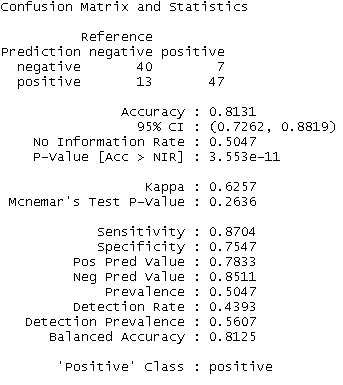 Confusion Matrix and Statistics
Reference
Prediction negative positive
negative 40 7
positive 13 47
Accuracy : 0.8131
95% CI : (0.7262, 0.8819)
No Information Rate : 0.5047
P-Value [Acc > NIR] : 3.553e-11
Kappa : 0.6257
Mcnemar's Test P-Value : 0.2636
Sensitivity : 0.8704
Specificity : 0.7547
Pos Pred Value : 0.7833
Neg Pred Value : 0.8511
Prevalence : 0.5047
Detection Rate : 0.4393
Detection Prevalence : 0.5607
Balanced Accuracy : 0.8125
'Positive' Class : positive